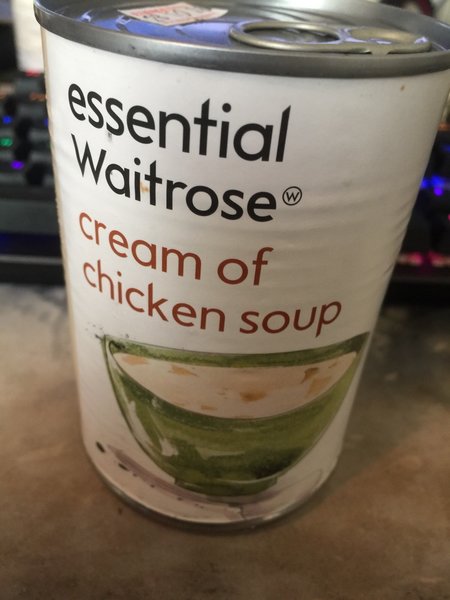 essential
Waitrose
cream of
chicken soup